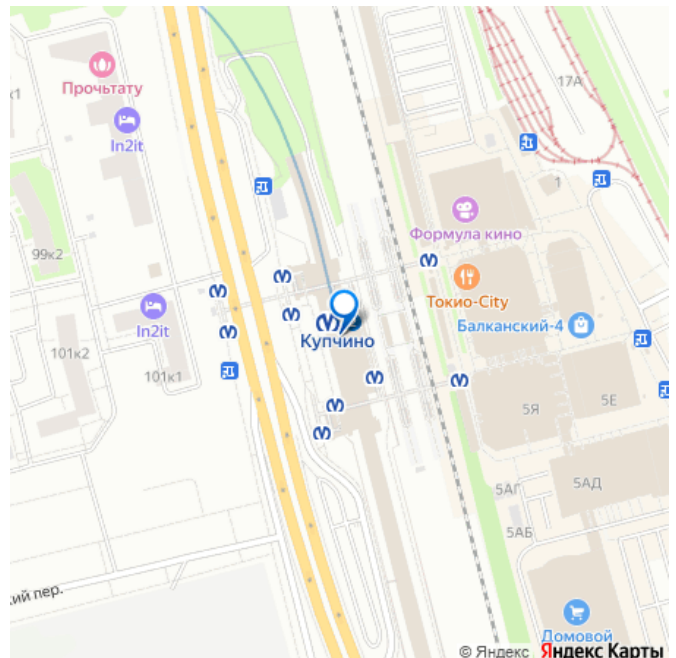 17А
к1
Прочьтату
In2it
1
Формула кино
99к2
Токио-City
In2it
Балканский-4
Купчино
101к2
101к1
5Е
5Я
5АГ
5АД
5АБ
кий пер.
Домовой
© Яндекс Яндекс Карты